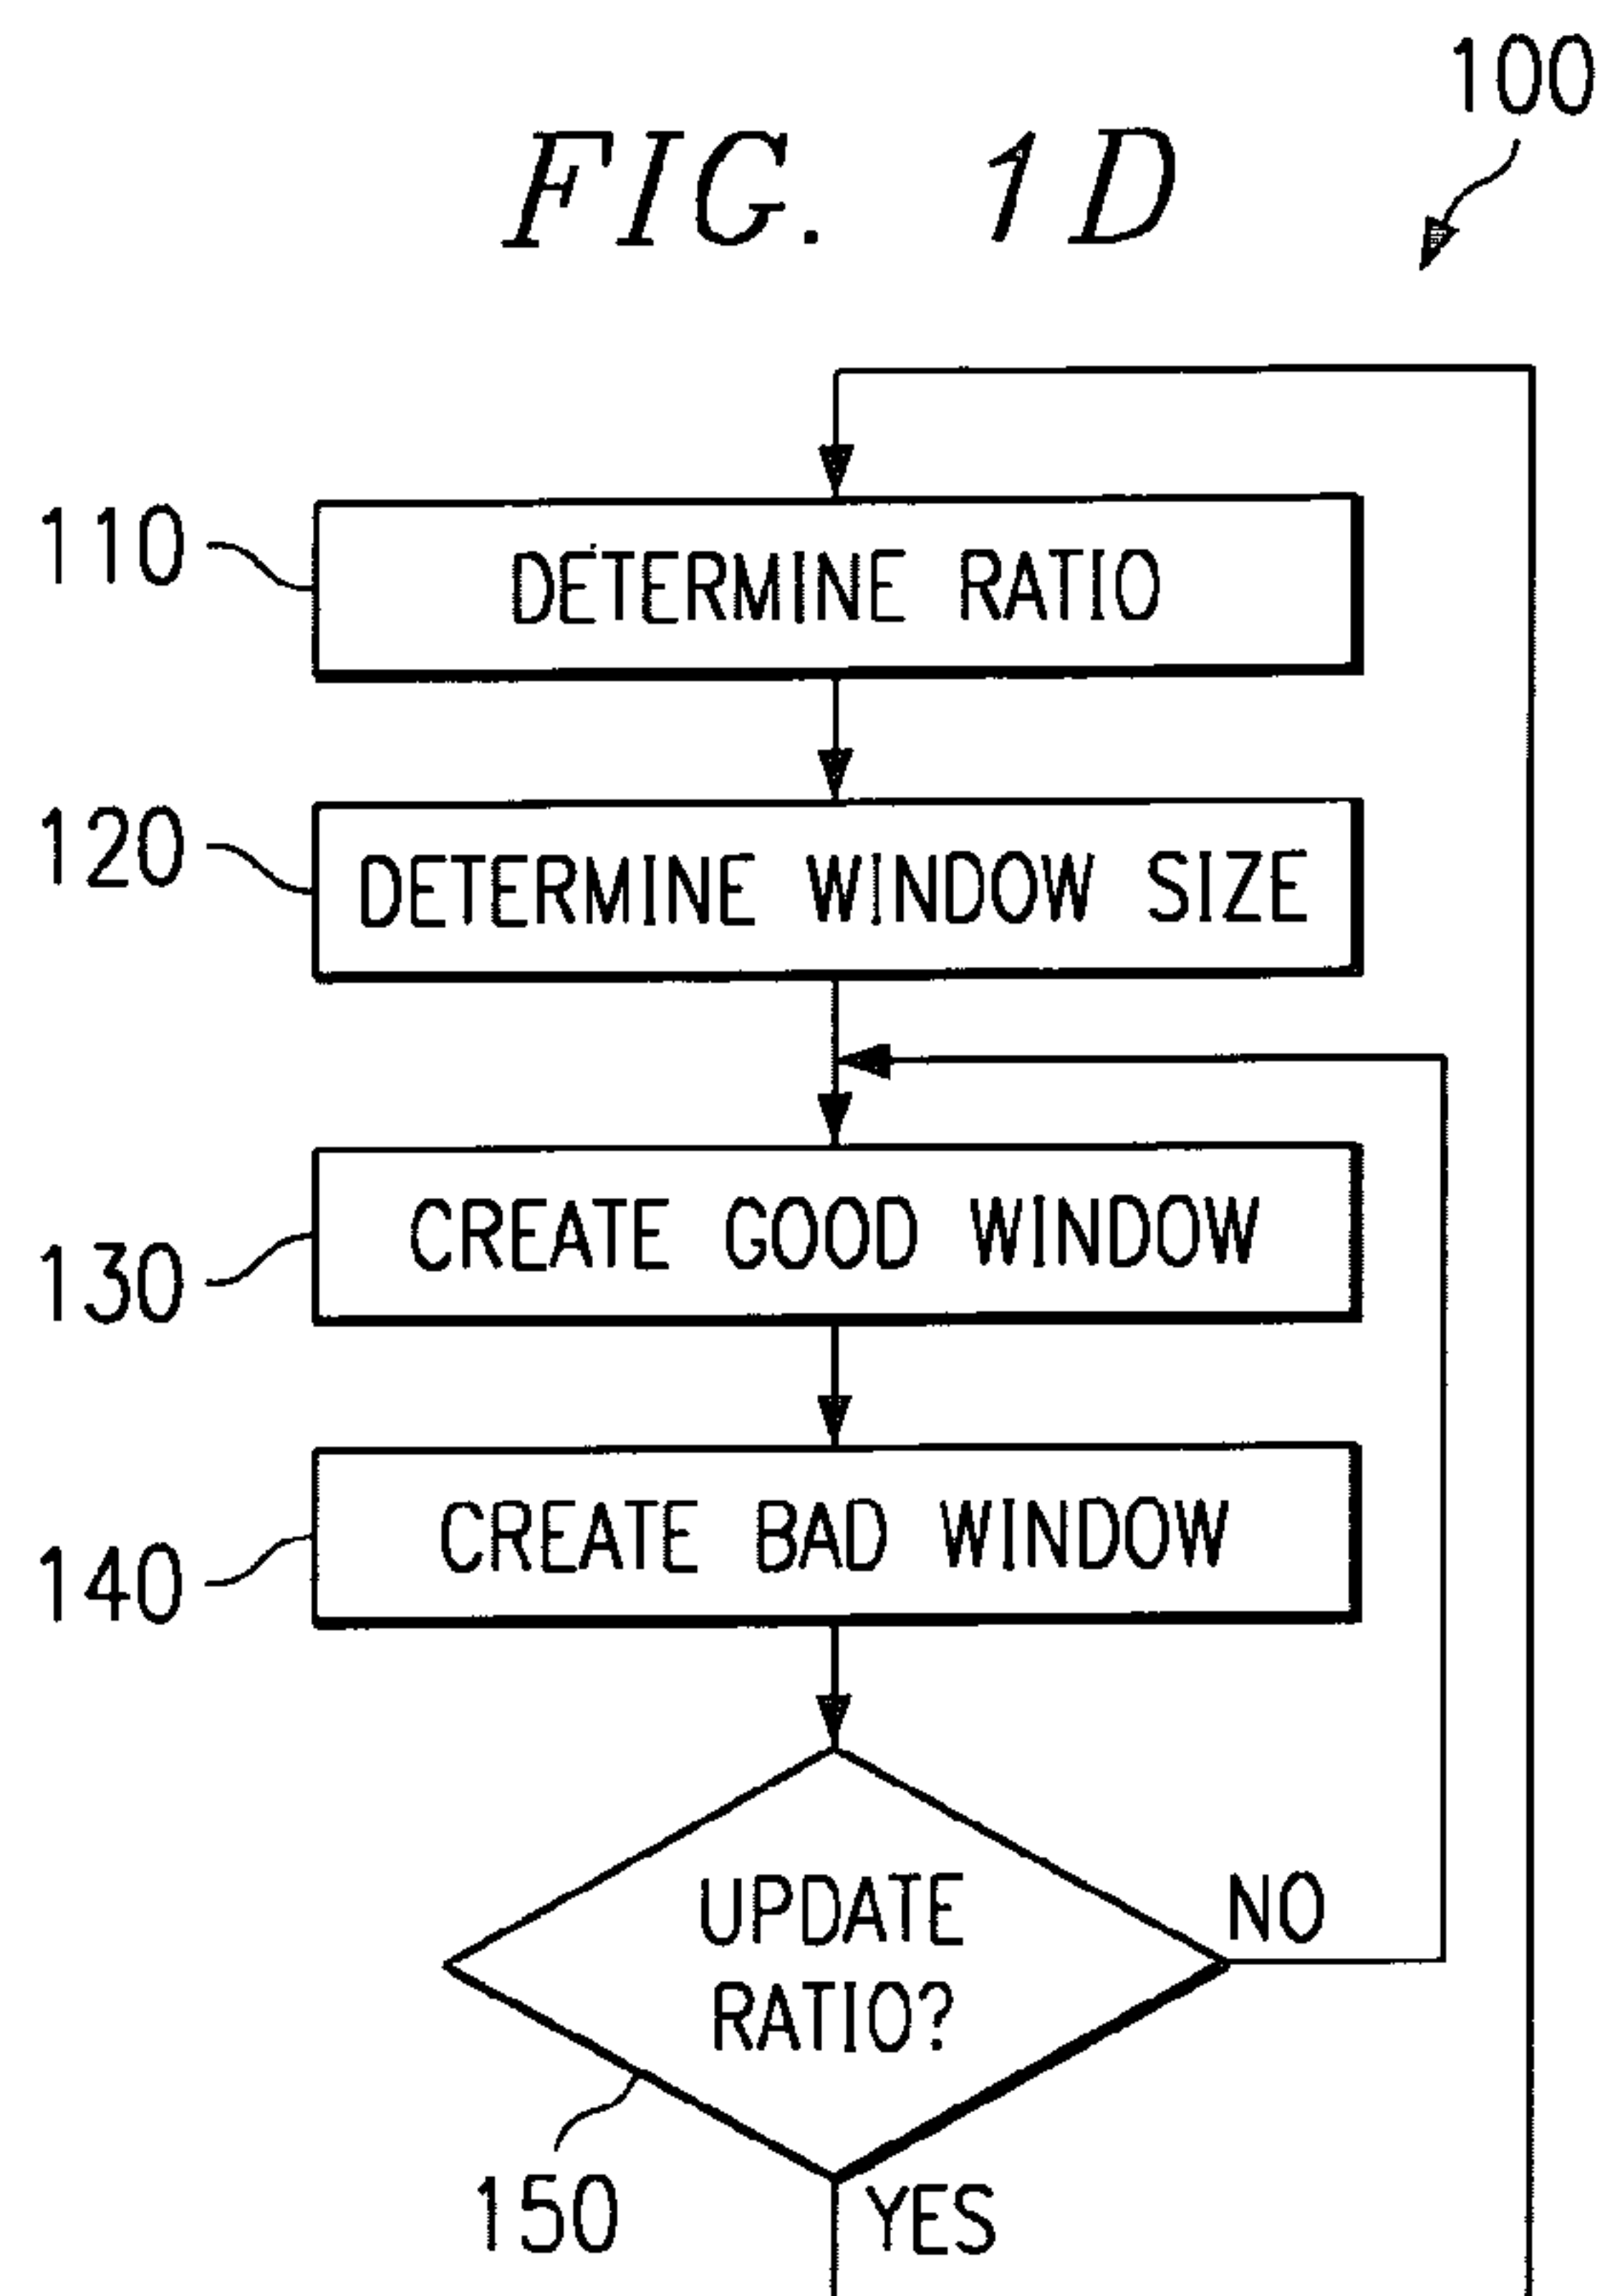 100
FIG. 1D
110
DETERMINE RATIO
120
DETERMINE WINDOW SIZE
130
CREATE GOOD WINDOW
140
CREATE BAD WINDOW
UPDATE
RATIO?
NO
150
YES